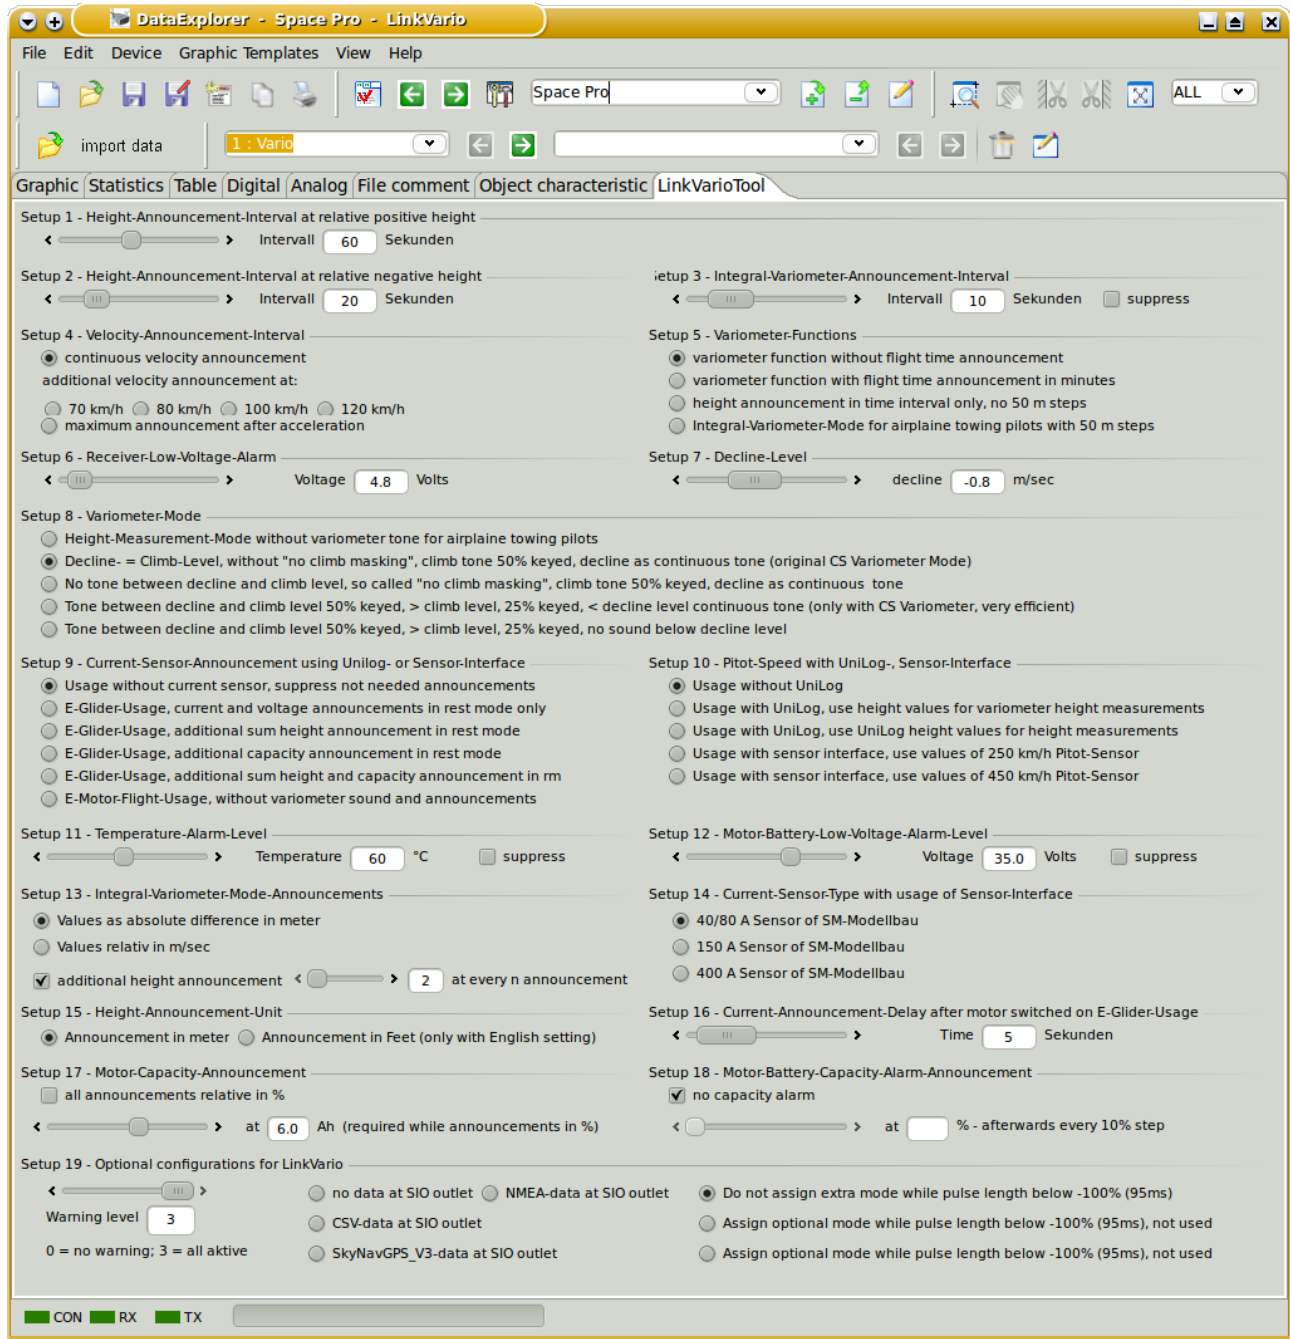 DataExplorer - Space Pro - LinkVario
File Edit Device Graphic Templates View Help
Space Pro ALL
import data 1 : Vario
Graphic Statistics Table Digital Analog File comment Object characteristic LinkVarioTool
Setup 1 - Height-Announcement-Interval at relative positive height
Intervall 60 Sekunden
Setup 2 - Height-Announcement-Interval at relative negative height
Intervall 20 Sekunden
Setup 3 - Integral-Variometer-Announcement-Interval
Intervall 10 Sekunden suppress
Setup 4 - Velocity-Announcement-Interval
continuous velocity announcement
additional velocity announcement at:
70 km/h 80 km/h 100 km/h 120 km/h
maximum announcement after acceleration
Setup 5 - Variometer-Functions
variometer function without flight time announcement
variometer function with flight time announcement in minutes
height announcement in time interval only, no 50 m steps
Integral-Variometer-Mode for airplaine towing pilots with 50 m steps
Setup 6 - Receiver-Low-Voltage-Alarm
Voltage 4.8 Volts
Setup 7 - Decline-Level
decline -0.8 m/sec
Setup 8 - Variometer-Mode
Height-Measurement-Mode without variometer tone for airplaine towing pilots
Decline- = Climb-Level, without "no climb masking", climb tone 50% keyed, decline as continuous tone (original CS Variometer Mode)
No tone between decline and climb level, so called "no climb masking", climb tone 50% keyed, decline as continuous tone
Tone between decline and climb level 50% keyed, > climb level, 25% keyed, < decline level continuous tone (only with CS Variometer, very efficient)
Tone between decline and climb level 50% keyed, > climb level, 25% keyed, no sound below decline level
Setup 9 - Current-Sensor-Announcement using Unilog- or Sensor-Interface
Usage without current sensor, suppress not needed announcements
E-Glider-Usage, current and voltage announcements in rest mode only
E-Glider-Usage, additional sum height announcement in rest mode
E-Glider-Usage, additional capacity announcement in rest mode
E-Glider-Usage, additional sum height and capacity announcement in rm
E-Motor-Flight-Usage, without variometer sound and announcements
Setup 10 - Pitot-Speed with UniLog-, Sensor-Interface
Usage without UniLog
Usage with UniLog, use height values for variometer height measurements
Usage with UniLog, use UniLog height values for height measurements
Usage with sensor interface, use values of 250 km/h Pitot-Sensor
Usage with sensor interface, use values of 450 km/h Pitot-Sensor
Setup 11 - Temperature-Alarm-Level
Temperature 60 °C suppress
Setup 12 - Motor-Battery-Low-Voltage-Alarm-Level
Voltage 35.0 Volts suppress
Setup 13 - Integral-Variometer-Mode-Announcements
Values as absolute difference in meter
Values relativ in m/sec
additional height announcement 2 at every n announcement
Setup 14 - Current-Sensor-Type with usage of Sensor-Interface
40/80 A Sensor of SM-Modellbau
150 A Sensor of SM-Modellbau
400 A Sensor of SM-Modellbau
Setup 15 - Height-Announcement-Unit
Announcement in meter Announcement in Feet (only with English setting)
Setup 16 - Current-Announcement-Delay after motor switched on E-Glider-Usage
Time 5 Sekunden
Setup 17 - Motor-Capacity-Announcement
all announcements relative in %
at 6.0 Ah (required while announcements in %)
Setup 18 - Motor-Battery-Capacity-Alarm-Announcement
no capacity alarm
at % - afterwards every 10% step
Setup 19 - Optional configurations for LinkVario
Warning level 3
0 = no warning; 3 = all aktive
no data at SIO outlet NMEA-data at SIO outlet
CSV-data at SIO outlet
SkyNavGPS_V3-data at SIO outlet
Do not assign extra mode while pulse length below -100% (95ms)
Assign optional mode while pulse length below -100% (95ms), not used
Assign optional mode while pulse length below -100% (95ms), not used
CON RX TX